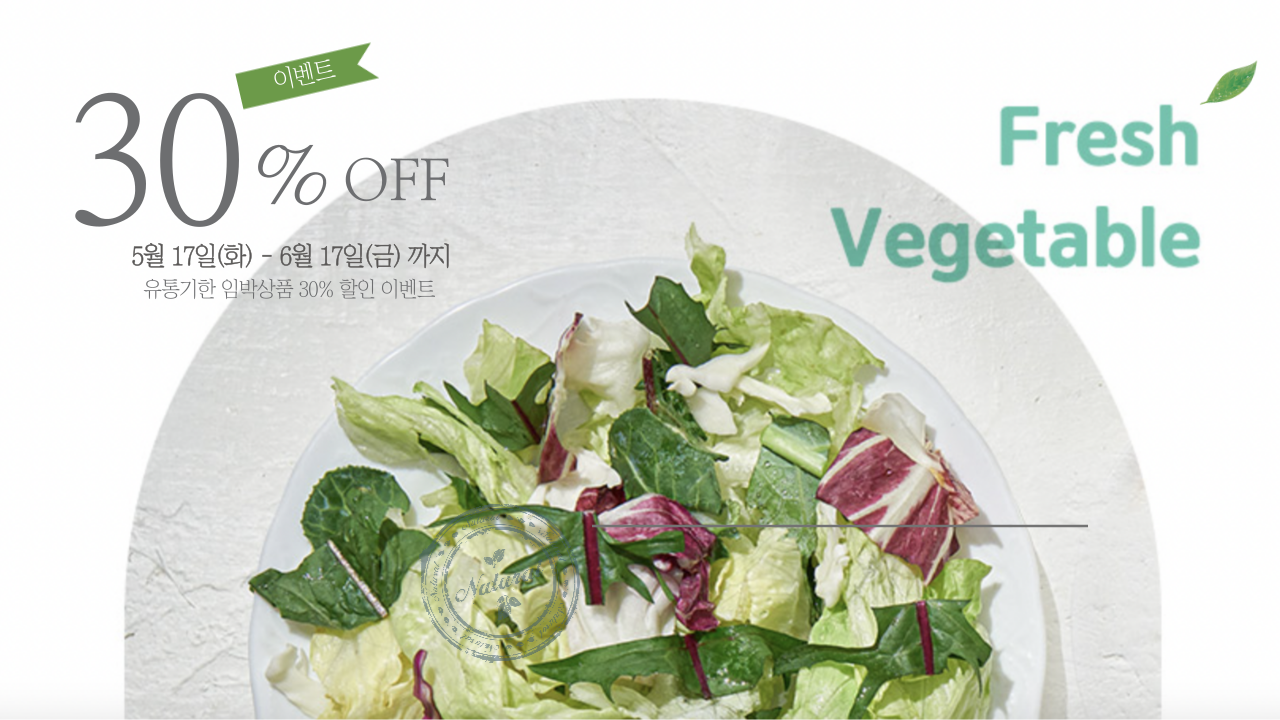 이벤트
30% OFF
5월 17일(화) - 6월 17일(금) 까지
유통기한 임박상품 30% 할인 이벤트
Fresh
Vegetable
Natural